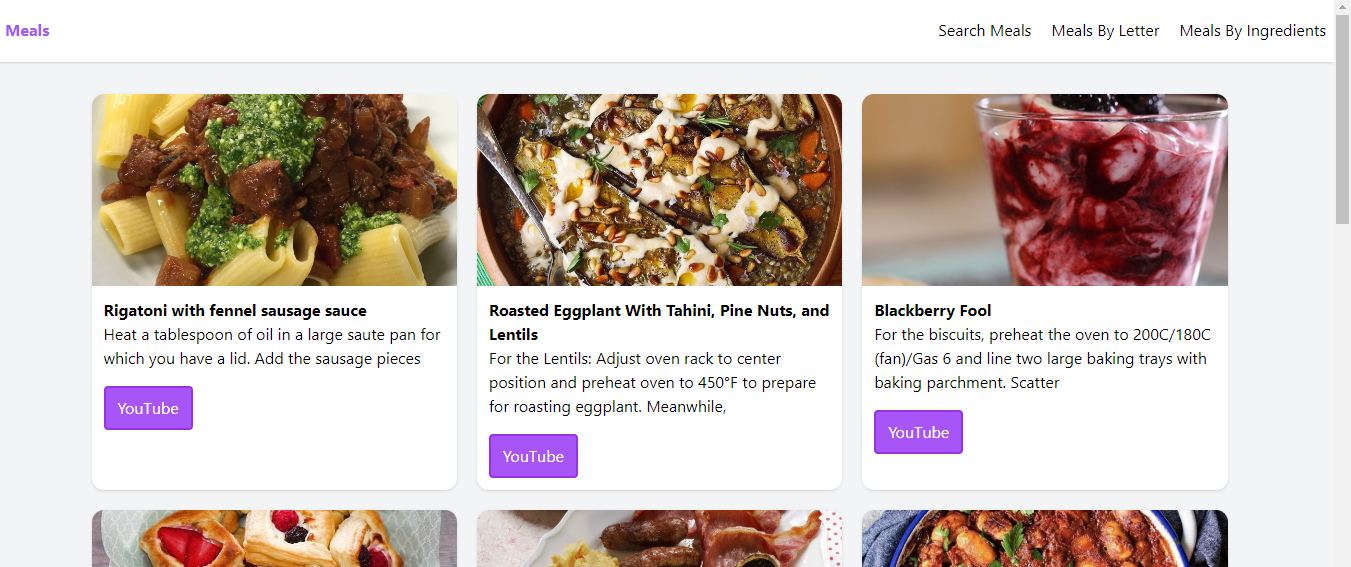 Meals
Search Meals
Meals By Letter
Meals By Ingredients
Rigatoni with fennel sausage sauce
Heat a tablespoon of oil in a large saute pan for
which you have a lid. Add the sausage pieces
YouTube
Roasted Eggplant With Tahini, Pine Nuts, and
Lentils
For the Lentils: Adjust oven rack to center
position and preheat oven to 450°F to prepare
for roasting eggplant. Meanwhile,
YouTube
Blackberry Fool
For the biscuits, preheat the oven to 200C/180C
(fan)/Gas 6 and line two large baking trays with
baking parchment. Scatter
YouTube